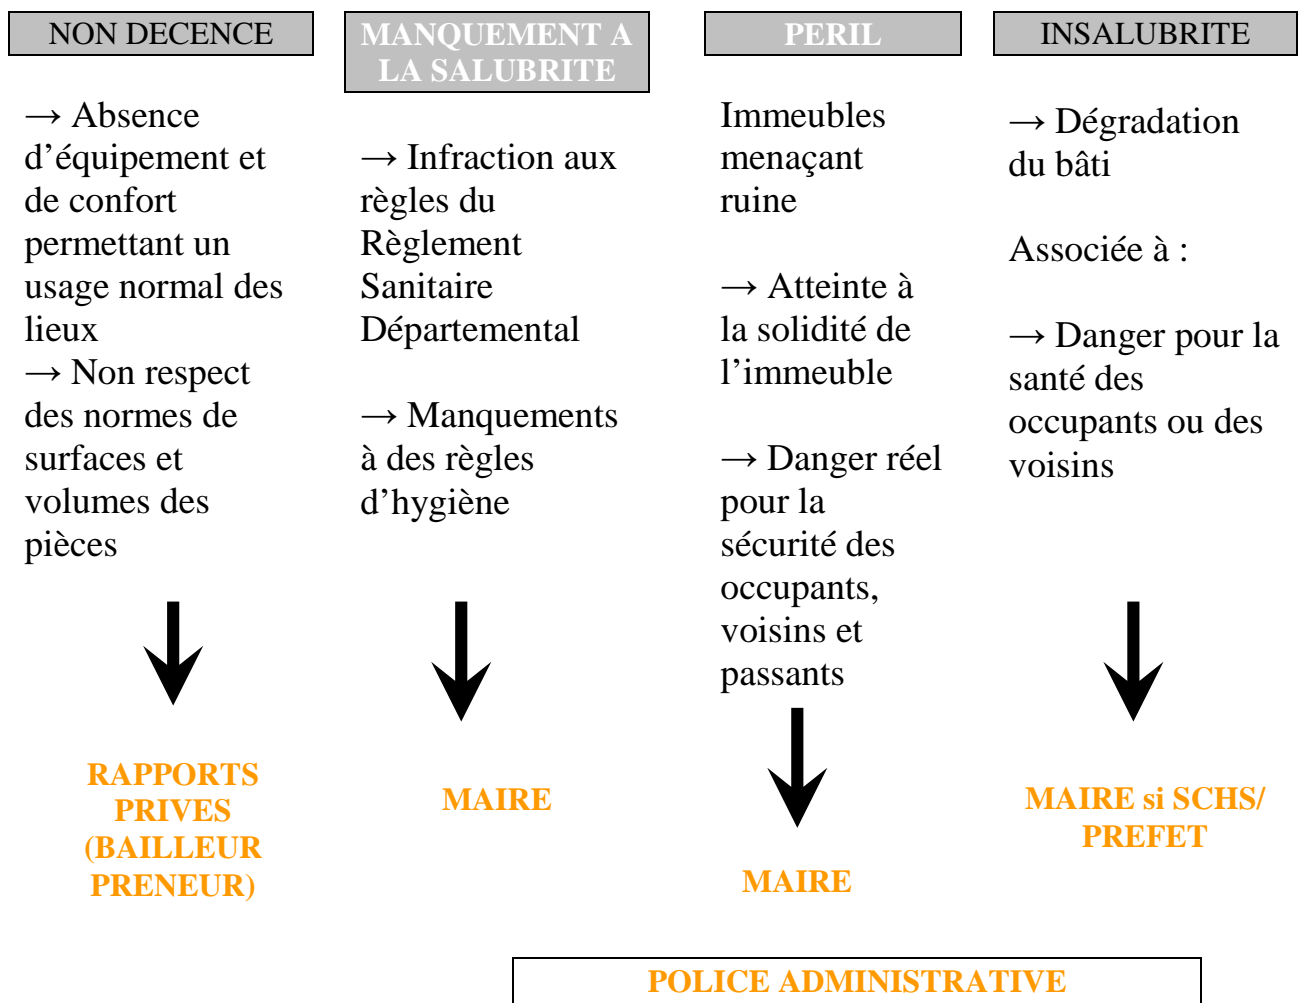 NON DECENCE
→ Absence
d’équipement et
de confort
permettant un
usage normal des
lieux
→ Non respect
des normes de
surfaces et
volumes des
pièces
RAPPORTS
PRIVES
(BAILLEUR
PRENEUR)
MANQUEMENT A
LA SALUBRITE
→ Infraction aux
règles du
Règlement
Sanitaire
Départemental
→ Manquements
à des règles
d’hygiène
MAIRE
PERIL
Immeubles
menaçant
ruine
→ Atteinte à
la solidité de
l’immeuble
→ Danger réel
pour la
sécurité des
occupants,
voisins et
passants
MAIRE
INSALUBRITE
→ Dégradation
du bâti
Associée à :
→ Danger pour la
santé des
occupants ou des
voisins
MAIRE si SCHS/
PREFET
POLICE ADMINISTRATIVE